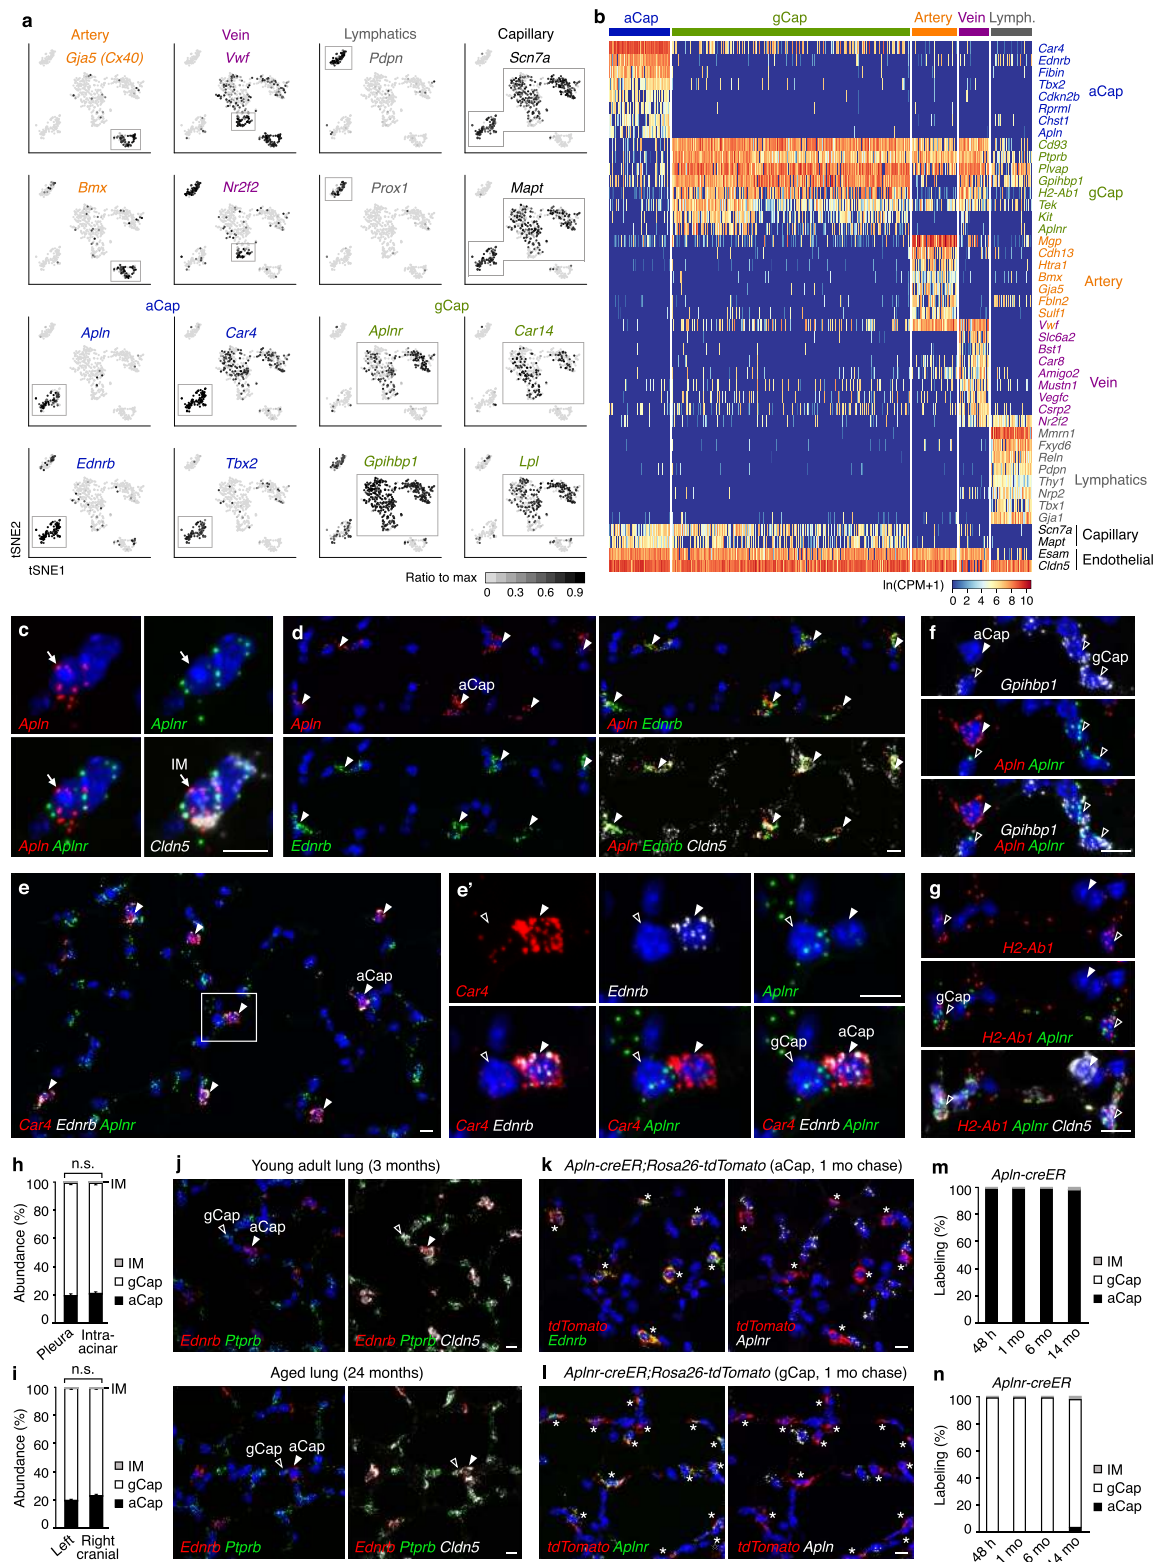 a
Artery
Vein
Lymphatics
Capillary
Gja5 (Cx40)
Vwf
Pdpn
Scn7a
Bmx
Nr2f2
Prox1
Mapt
aCap
gCap
Apln
Car4
Aplnr
Car14
Ednrb
Tbx2
Gpihbp1
Lpl
tSNE2
tSNE1
Ratio to max
0 0.3 0.6 0.9
b
aCap
gCap
Artery
Vein
Lymph.
Car4
Ednrb
Fibin
Tbx2
Cdkn2b
Rprml
Chst1
Apln
aCap
Cd93
Ptprb
Plvap
Gpihbp1
H2-Ab1
Tek
Kit
Aplnr
gCap
Mgp
Cdh13
Htra1
Bmx
Gja5
Fbln2
Sulf1
Artery
Vwf
Slc6a2
Bst1
Car8
Amigo2
Mustn1
Vegfc
Csrp2
Nr2f2
Vein
Mmrn1
Fxyd6
Reln
Pdpn
Thy1
Nrp2
Tbx1
Gja1
Lymphatics
Scn7a
Mapt
Capillary
Esam
Cldn5
Endothelial
ln(CPM+1)
0 2 4 6 8 10
c
Apln
Aplnr
IM
Apln Aplnr
Cldn5
d
aCap
Apln
Apln Ednrb
Ednrb
Apln Ednrb Cldn5
f
aCap
gCap
Gpihbp1
Apln Aplnr
Gpihbp1
Apln Aplnr
e
aCap
Car4 Ednrb Aplnr
e'
Car4
Ednrb
Aplnr
gCap
aCap
Car4 Ednrb
Car4 Aplnr
Car4 Ednrb Aplnr
g
H2-Ab1
gCap
H2-Ab1 Aplnr
H2-Ab1 Aplnr Cldn5
h
n.s.
IM
Abundance (%)
100
80
60
40
20
0
IM
gCap
aCap
Pleura
Intra-
acinar
i
n.s.
IM
Abundance (%)
100
80
60
40
20
0
IM
gCap
aCap
Left
Right
cranial
j
Young adult lung (3 months)
gCap
aCap
Ednrb Ptprb
Ednrb Ptprb Cldn5
Aged lung (24 months)
gCap
aCap
gCap
aCap
Ednrb Ptprb
Ednrb Ptprb Cldn5
k
Apln-creER;Rosa26-tdTomato (aCap, 1 mo chase)
tdTomato
Ednrb
tdTomato
Aplnr
l
Aplnr-creER;Rosa26-tdTomato (gCap, 1 mo chase)
tdTomato Aplnr
tdTomato Apln
m
Apln-creER
Labeling (%)
100
80
60
40
20
0
IM
gCap
aCap
48 h
1 mo
6 mo
14 mo
n
Aplnr-creER
Labeling (%)
100
80
60
40
20
0
IM
gCap
aCap
48 h
1 mo
6 mo
14 mo